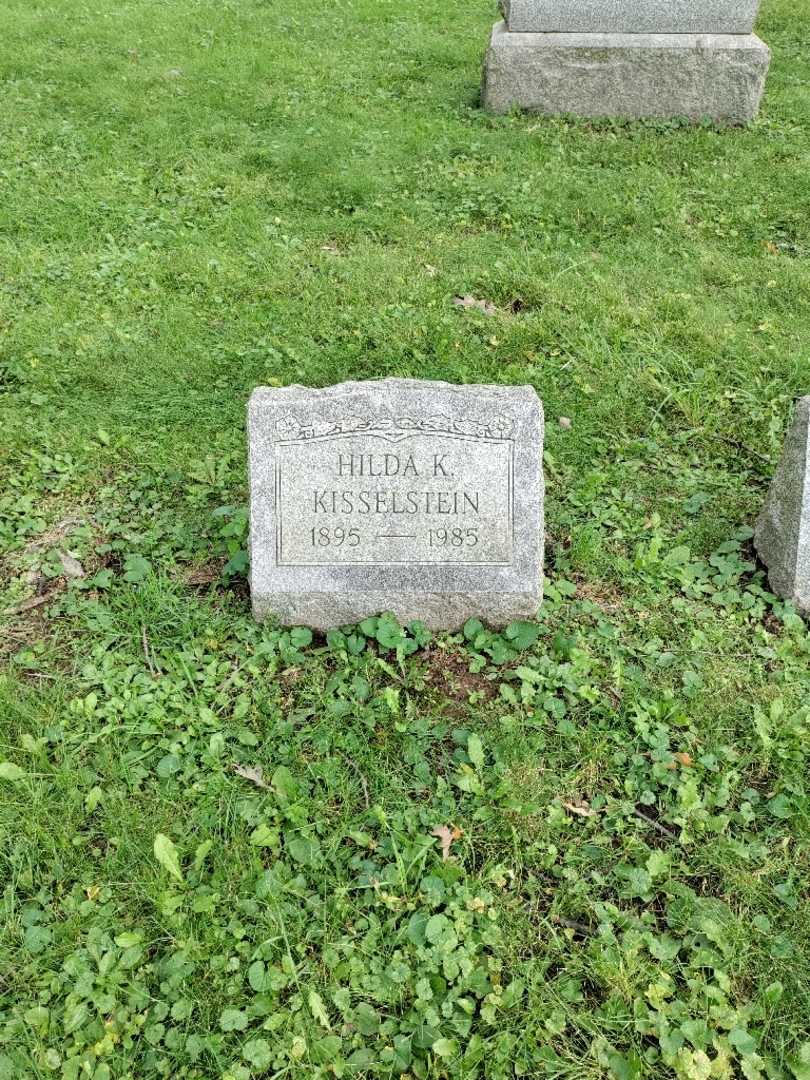 HILDA K.
KISSELSTEIN
1895 — 1985